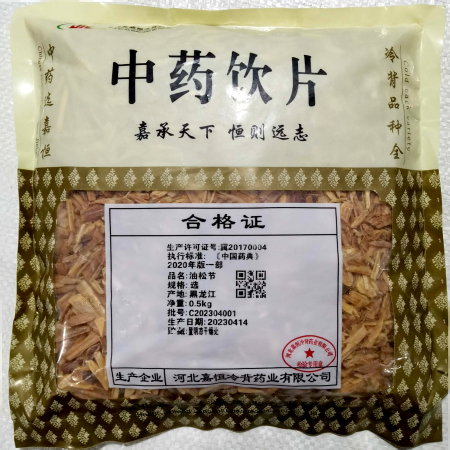 中药饮片
嘉承天下 恒则远志
中药选嘉恒
冷背品种全
Cold back variety
合格证
生产许可证号:冀20170004
执行标准:《中国药典》
2020年版一部
品名:油松节
规格:选
产地:黑龙江
净重:0.5kg
批号:C202304001
生产日期:20230414
生产企业 河北嘉恒冷背药业有限公司